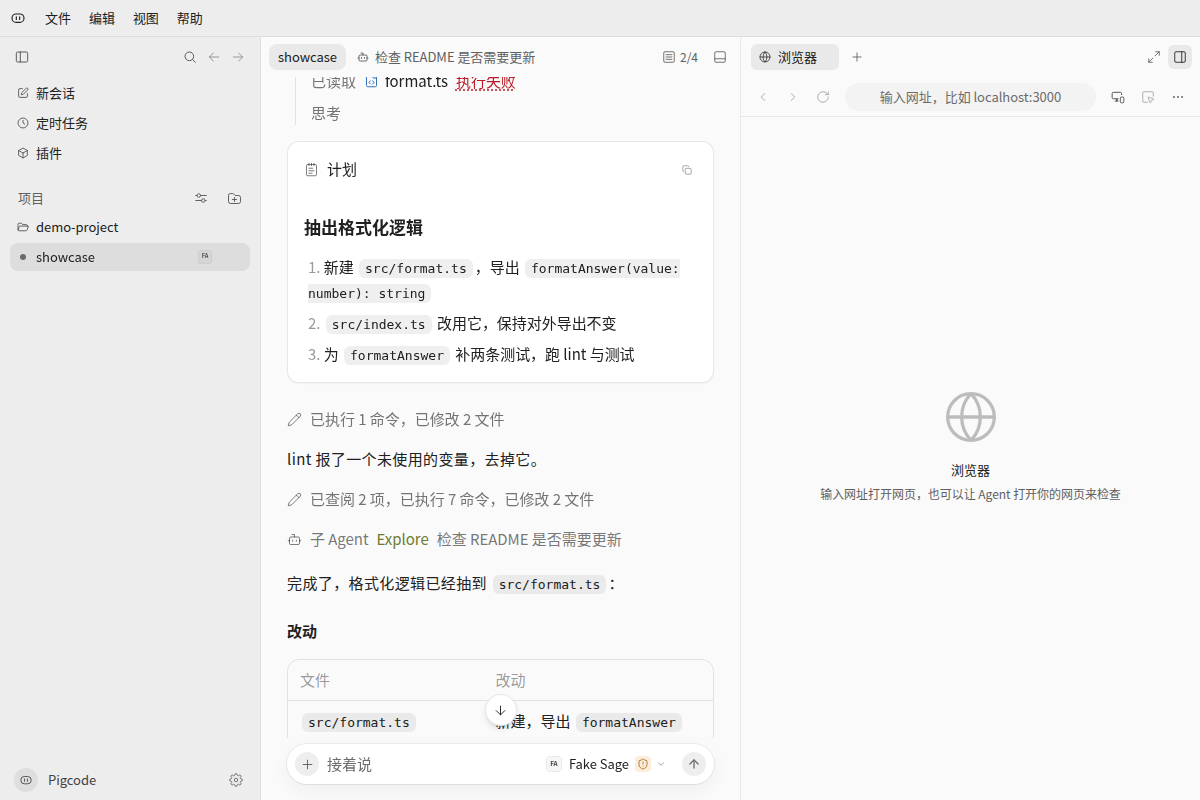 文件 编辑 视图 帮助
新会话
定时任务
插件
项目
demo-project
showcase FA
Pigcode
showcase 检查 README 是否需要更新 2/4
已读取 format.ts 执行失败
思考
计划
抽出格式化逻辑
1. 新建 src/format.ts ，导出 formatAnswer(value:
number): string
2. src/index.ts 改用它，保持对外导出不变
3. 为 formatAnswer 补两条测试，跑 lint 与测试
已执行 1 命令，已修改 2 文件
lint 报了一个未使用的变量，去掉它。
已查阅 2 项，已执行 7 命令，已修改 2 文件
子 Agent Explore 检查 README 是否需要更新
完成了，格式化逻辑已经抽到 src/format.ts ：
改动
文件 改动
src/format.ts 新建，导出 formatAnswer
接着说 FA Fake Sage
浏览器
输入网址，比如 localhost:3000
浏览器
输入网址打开网页，也可以让 Agent 打开你的网页来检查